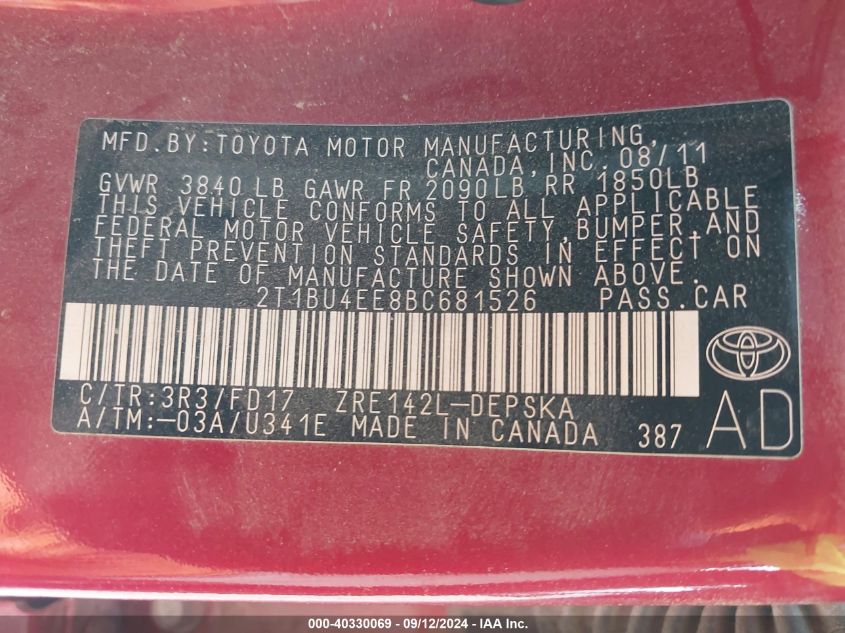 MFD.BY:TOYOTA MOTOR MANUFACTURING,
CANADA,INC. 08/11
GVWR 3840 LB GAWR FR 2090LB RR 1850LB
THIS VEHICLE CONFORMS TO ALL APPLICABLE
FEDERAL MOTOR VEHICLE SAFETY,BUMPER,AND
THEFT PREVENTION STANDARDS IN EFFECT ON
THE DATE OF MANUFACTURE SHOWN ABOVE.
2T1BU4EE8BC681526 PASS.CAR
C/TR:3R3/FD17 ZRE142L-DEPSKA
A/TM:-03A/U341E MADE IN CANADA 387 AD
000-40330069 - 09/12/2024 - IAA Inc.